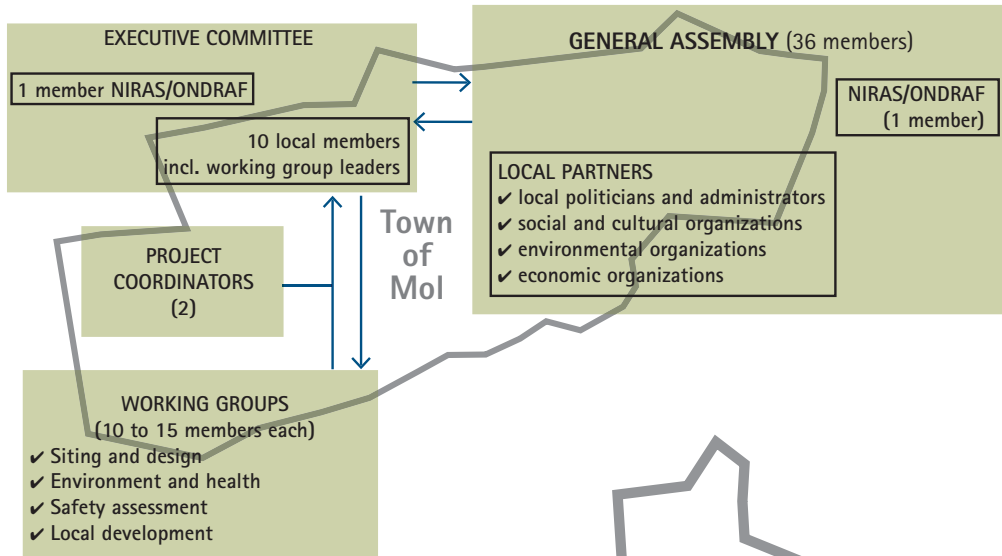 EXECUTIVE COMMITTEE
1 member NIRAS/ONDRAF
10 local members
incl. working group leaders
GENERAL ASSEMBLY (36 members)
NIRAS/ONDRAF
(1 member)
LOCAL PARTNERS
✔ local politicians and administrators
✔ social and cultural organizations
✔ environmental organizations
✔ economic organizations
Town
of
Mol
PROJECT
COORDINATORS
(2)
WORKING GROUPS
(10 to 15 members each)
✔ Siting and design
✔ Environment and health
✔ Safety assessment
✔ Local development